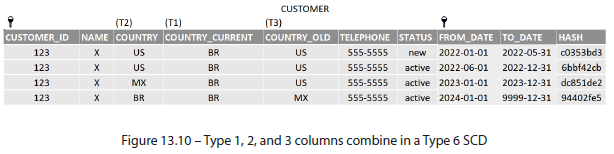 CUSTOMER
(T2) (T1) (T3)
CUSTOMER_ID NAME COUNTRY COUNTRY_CURRENT COUNTRY_OLD TELEPHONE STATUS FROM_DATE TO_DATE HASH
123 X US BR US 555-5555 new 2022-01-01 2022-05-31 c0353bd3
123 X US BR US 555-5555 active 2022-06-01 2022-12-31 6bbf42cb
123 X MX BR US 555-5555 active 2023-01-01 2023-12-31 dc851de2
123 X BR BR MX 555-5555 active 2024-01-01 9999-12-31 94402fe5
Figure 13.10 – Type 1, 2, and 3 columns combine in a Type 6 SCD